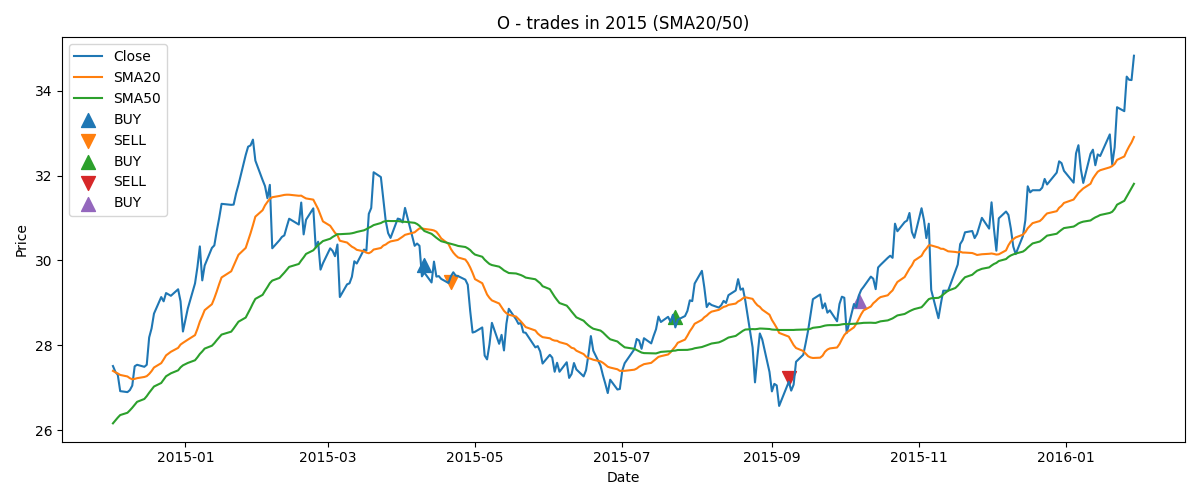 O - trades in 2015 (SMA20/50)
Close
SMA20
SMA50
BUY
SELL
BUY
SELL
BUY
Price
34
32
30
28
26
2015-01
2015-03
2015-05
2015-07
2015-09
2015-11
2016-01
Date